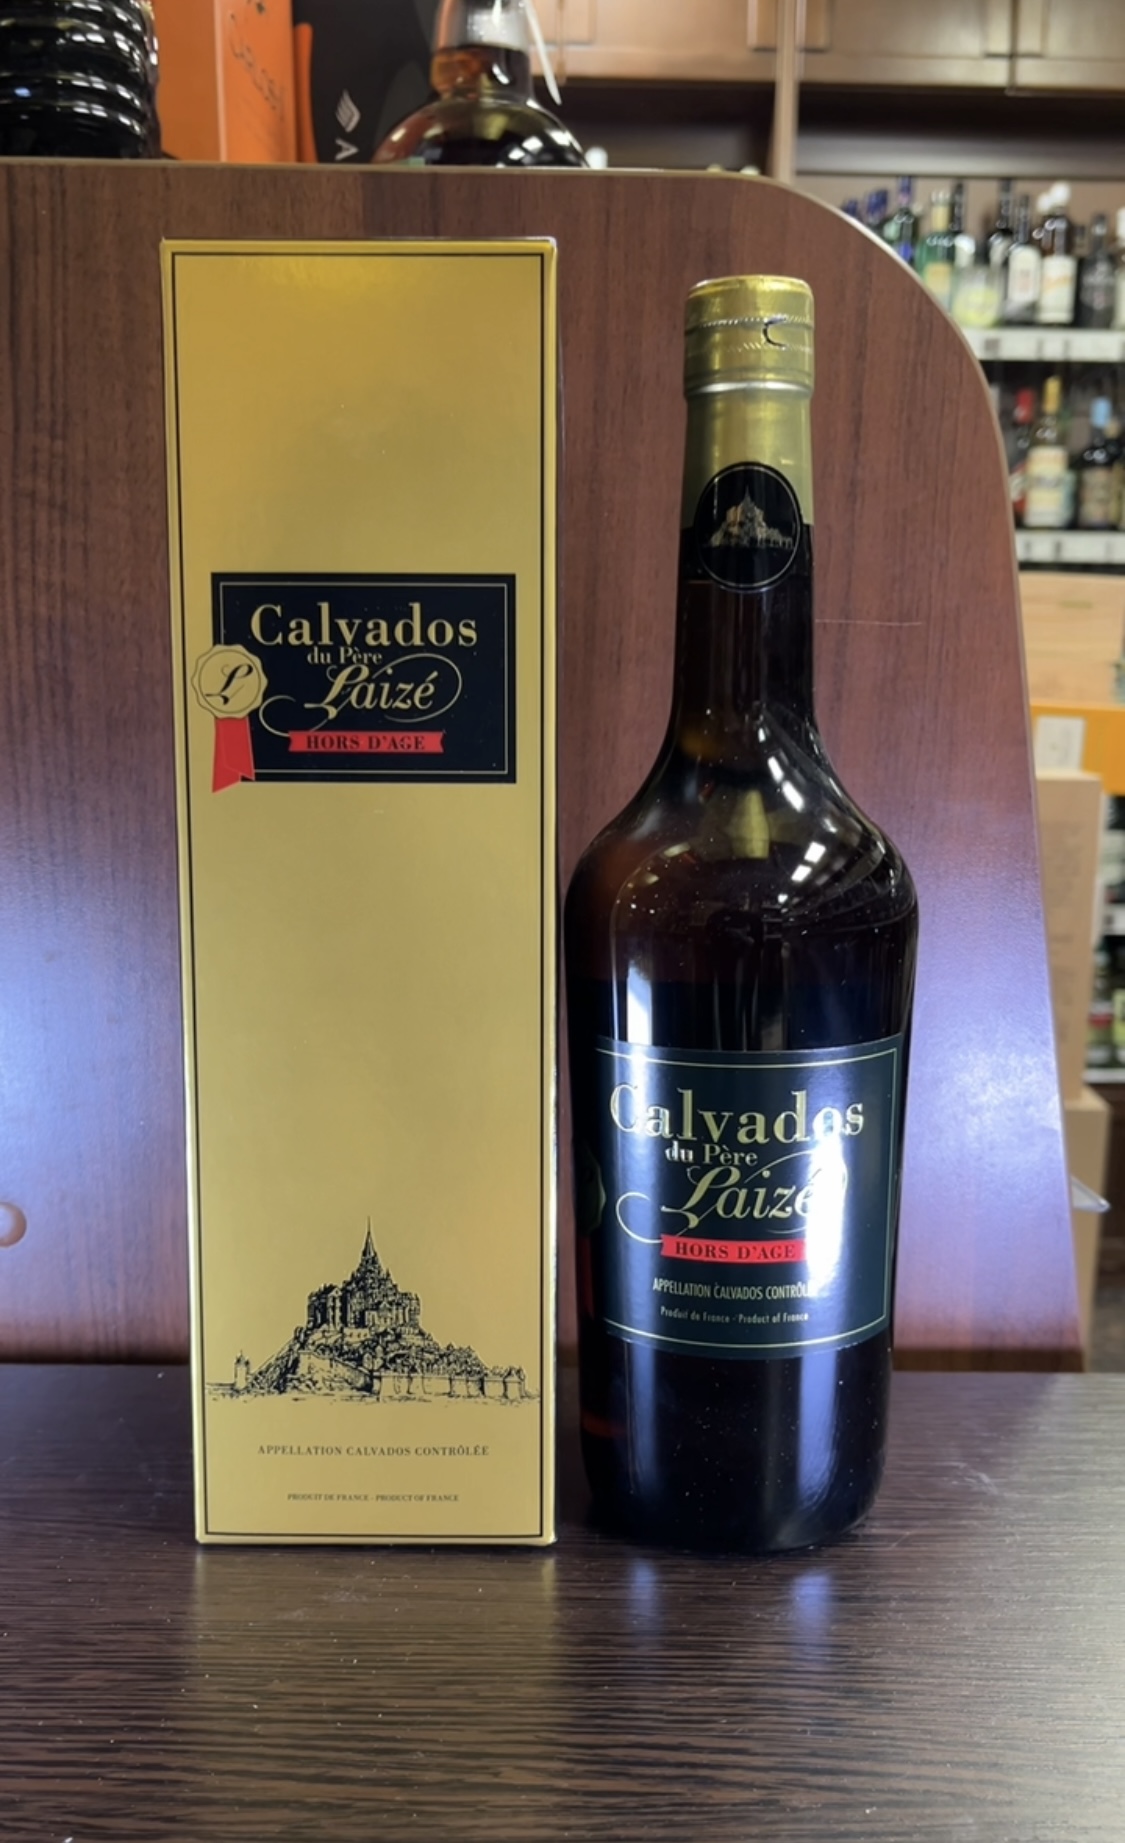 Calvados
du Père
Laizé
L
HORS D'AGE
APPELLATION CALVADOS CONTRÔLÉE
PRODUIT DE FRANCE - PRODUCT OF FRANCE
Calvados
du Père
Laizé
HORS D'AGE
APPELLATION CALVADOS
Produit de France - Product of France